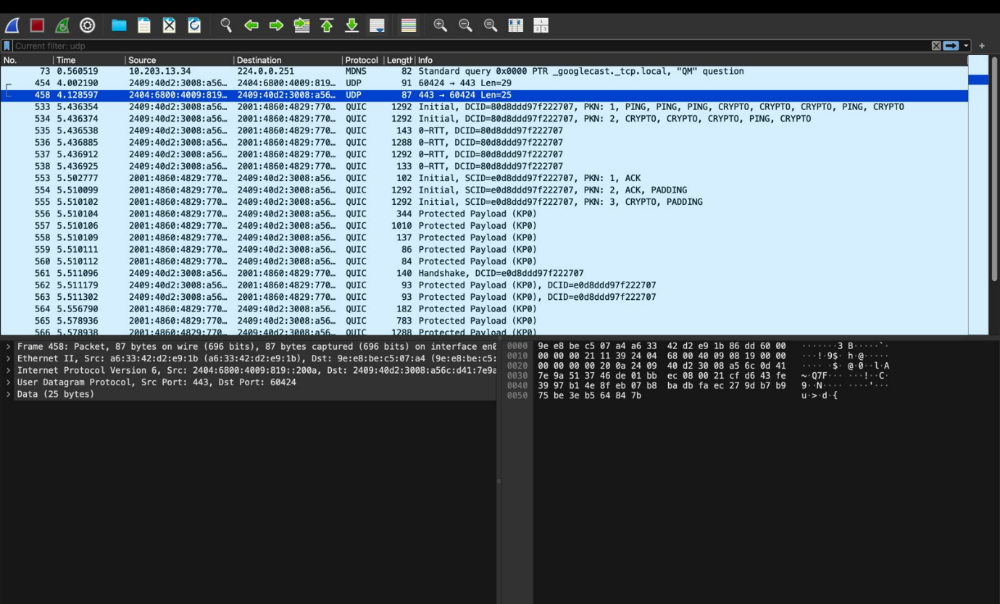 Current filter: udp
No. Time Source Destination Protocol Length Info
73 0.560519 10.203.13.34 224.0.0.251 MDNS 82 Standard query 0x0000 PTR _googlecast._tcp.local, "QM" question
454 4.002190 2409:40d2:3008:a56… 2404:6800:4009:819… UDP 91 60424 → 443 Len=29
458 4.128597 2404:6800:4009:819… 2409:40d2:3008:a56… UDP 87 443 → 60424 Len=25
533 5.436354 2409:40d2:3008:a56… 2001:4860:4829:770… QUIC 1292 Initial, DCID=80d8ddd97f222707, PKN: 1, PING, PING, PING, CRYPTO, CRYPTO, CRYPTO, PING, CRYPTO
534 5.436374 2409:40d2:3008:a56… 2001:4860:4829:770… QUIC 1292 Initial, DCID=80d8ddd97f222707, PKN: 2, CRYPTO, CRYPTO, CRYPTO, PING, CRYPTO
535 5.436538 2409:40d2:3008:a56… 2001:4860:4829:770… QUIC 143 0-RTT, DCID=80d8ddd97f222707
536 5.436885 2409:40d2:3008:a56… 2001:4860:4829:770… QUIC 1288 0-RTT, DCID=80d8ddd97f222707
537 5.436912 2409:40d2:3008:a56… 2001:4860:4829:770… QUIC 1292 0-RTT, DCID=80d8ddd97f222707
538 5.436925 2409:40d2:3008:a56… 2001:4860:4829:770… QUIC 133 0-RTT, DCID=80d8ddd97f222707
553 5.502777 2001:4860:4829:770… 2409:40d2:3008:a56… QUIC 102 Initial, SCID=e0d8ddd97f222707, PKN: 1, ACK
554 5.510099 2001:4860:4829:770… 2409:40d2:3008:a56… QUIC 1292 Initial, SCID=e0d8ddd97f222707, PKN: 2, ACK, PADDING
555 5.510102 2001:4860:4829:770… 2409:40d2:3008:a56… QUIC 1292 Initial, SCID=e0d8ddd97f222707, PKN: 3, CRYPTO, PADDING
556 5.510104 2001:4860:4829:770… 2409:40d2:3008:a56… QUIC 344 Protected Payload (KP0)
557 5.510106 2001:4860:4829:770… 2409:40d2:3008:a56… QUIC 1010 Protected Payload (KP0)
558 5.510109 2001:4860:4829:770… 2409:40d2:3008:a56… QUIC 137 Protected Payload (KP0)
559 5.510111 2001:4860:4829:770… 2409:40d2:3008:a56… QUIC 86 Protected Payload (KP0)
560 5.510112 2001:4860:4829:770… 2409:40d2:3008:a56… QUIC 84 Protected Payload (KP0)
561 5.511096 2409:40d2:3008:a56… 2001:4860:4829:770… QUIC 140 Handshake, DCID=e0d8ddd97f222707
562 5.511179 2409:40d2:3008:a56… 2001:4860:4829:770… QUIC 93 Protected Payload (KP0), DCID=e0d8ddd97f222707
563 5.511302 2409:40d2:3008:a56… 2001:4860:4829:770… QUIC 93 Protected Payload (KP0), DCID=e0d8ddd97f222707
564 5.556790 2001:4860:4829:770… 2409:40d2:3008:a56… QUIC 182 Protected Payload (KP0)
565 5.578936 2001:4860:4829:770… 2409:40d2:3008:a56… QUIC 783 Protected Payload (KP0)
566 5.578938 2001:4860:4829:770… 2409:40d2:3008:a56… QUIC 1288 Protected Payload (KP0)
Frame 458: Packet, 87 bytes on wire (696 bits), 87 bytes captured (696 bits) on interface en0
Ethernet II, Src: a6:33:42:d2:e9:1b (a6:33:42:d2:e9:1b), Dst: 9e:e8:be:c5:07:a4 (9e:e8:be:c5:
Internet Protocol Version 6, Src: 2404:6800:4009:819::200a, Dst: 2409:40d2:3008:a56c:d41:7e9a
User Datagram Protocol, Src Port: 443, Dst Port: 60424
Data (25 bytes)
0000 9e e8 be c5 07 a4 a6 33 42 d2 e9 1b 86 dd 60 00 ·······3 B·····`·
0010 00 00 00 21 11 39 24 04 68 00 40 09 08 19 00 00 ···!·9$· h·@·····
0020 00 00 00 00 20 0a 24 09 40 d2 30 08 a5 6c 0d 41 ···· ·$· @·0··l·A
0030 7e 9a 51 37 46 de 01 bb ec 08 00 21 cf d6 43 fe ~·Q7F··· ···!··C·
0040 39 97 b1 4e 8f eb 07 b8 ba db fa ec 27 9d b7 b9 9··N···· ····'···
0050 75 be 3e b5 64 84 7b u·>·d·{